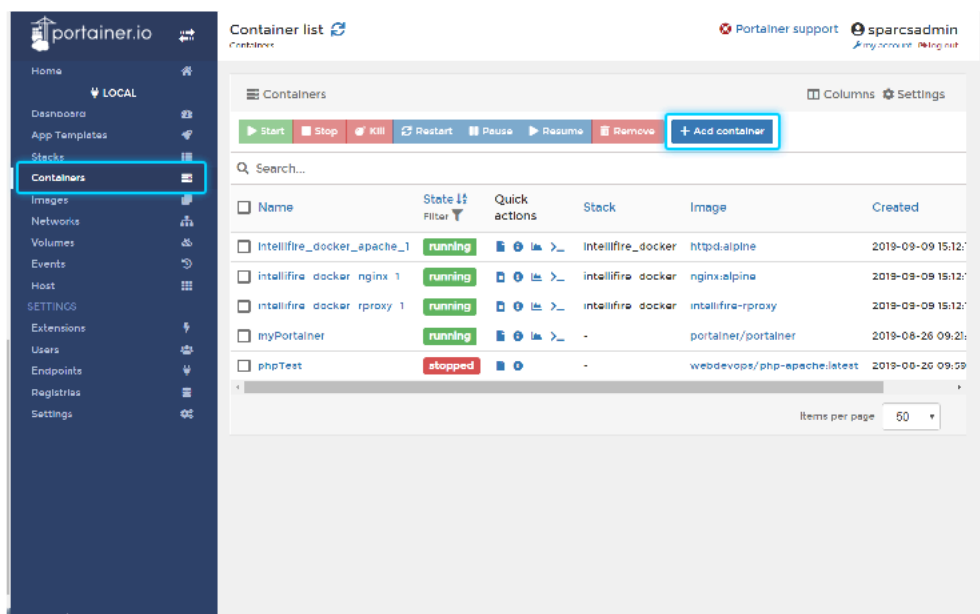 portainer.io
Container list
Containers
Portainer support
sparcsadmin
my account log out
Home
LOCAL
Dashboard
App Templates
Stacks
Containers
Images
Networks
Volumes
Events
Host
SETTINGS
Extensions
Users
Endpoints
Registries
Settings
Containers
Columns Settings
Start Stop Kill Restart Pause Resume Remove + Add container
Search...
Name State Filter Quick actions Stack Image Created
intellifire_docker_apache_1 running intellifire_docker httpd:alpine 2019-09-09 15:12:
intellifire_docker_nginx_1 running intellifire_docker nginx:alpine 2019-09-09 15:12:
intellifire_docker_rproxy_1 running intellifire_docker intellifire-rproxy 2019-09-09 15:12:
myPortainer running - portainer/portainer 2019-08-26 09:21:
phpTest stopped - webdevops/php-apache:latest 2019-08-26 09:59
Items per page 50